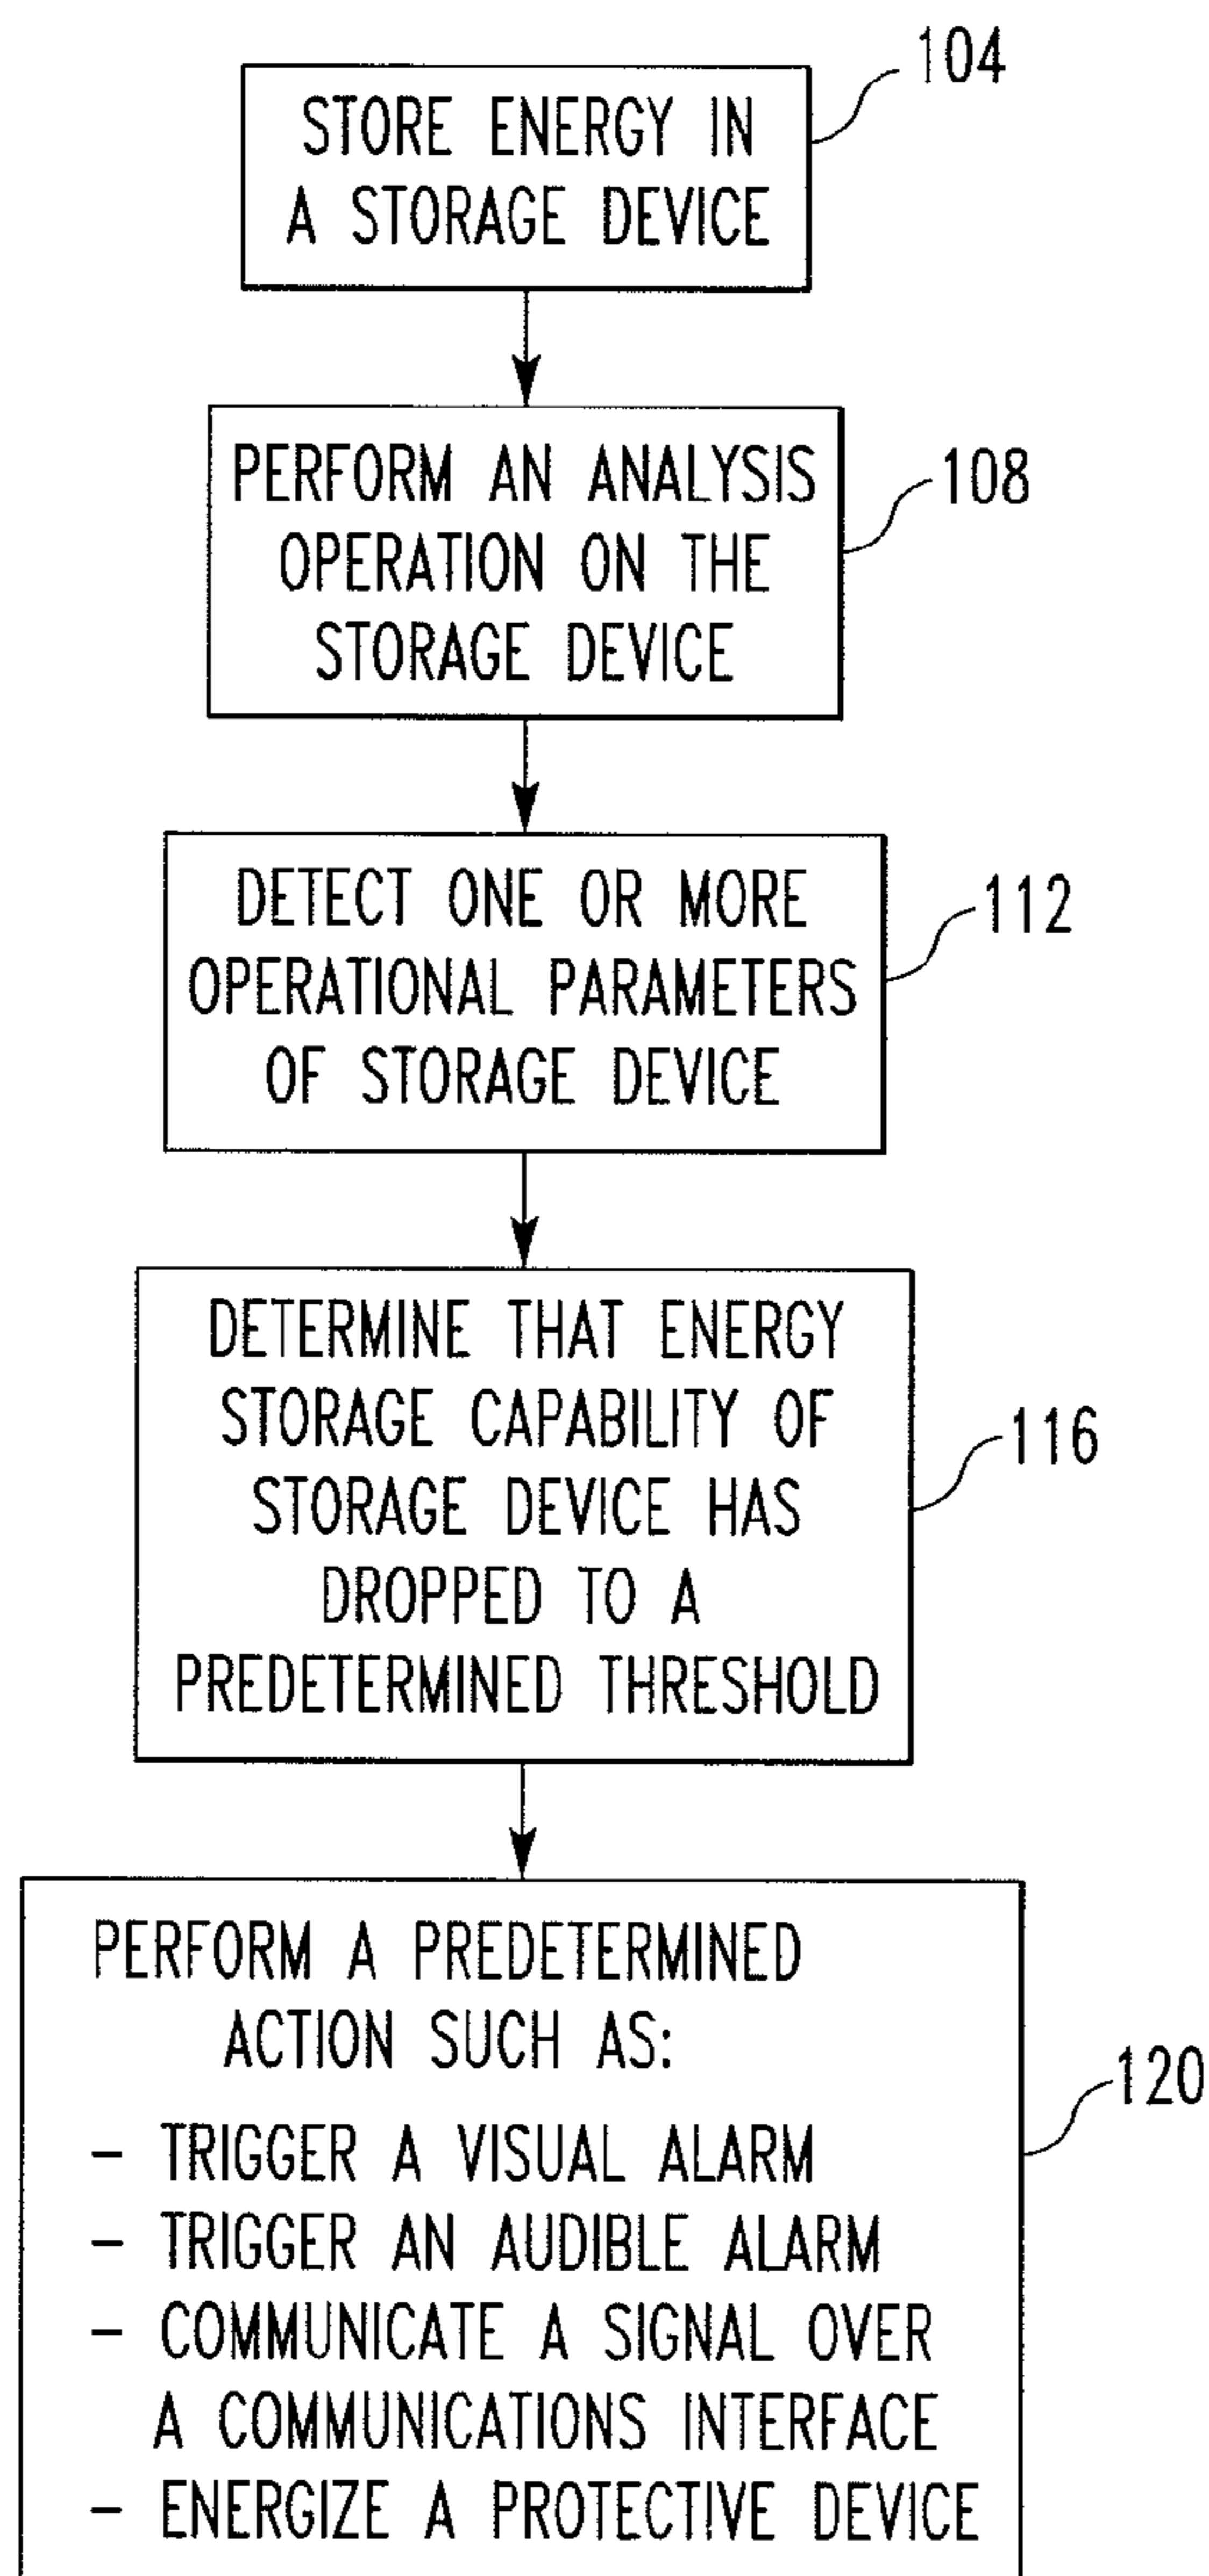 104
STORE ENERGY IN
A STORAGE DEVICE
PERFORM AN ANALYSIS
OPERATION ON THE
STORAGE DEVICE
108
DETECT ONE OR MORE
OPERATIONAL PARAMETERS
OF STORAGE DEVICE
112
DETERMINE THAT ENERGY
STORAGE CAPABILITY OF
STORAGE DEVICE HAS
DROPPED TO A
PREDETERMINED THRESHOLD
116
PERFORM A PREDETERMINED
ACTION SUCH AS:
- TRIGGER A VISUAL ALARM
- TRIGGER AN AUDIBLE ALARM
- COMMUNICATE A SIGNAL OVER
A COMMUNICATIONS INTERFACE
- ENERGIZE A PROTECTIVE DEVICE
120